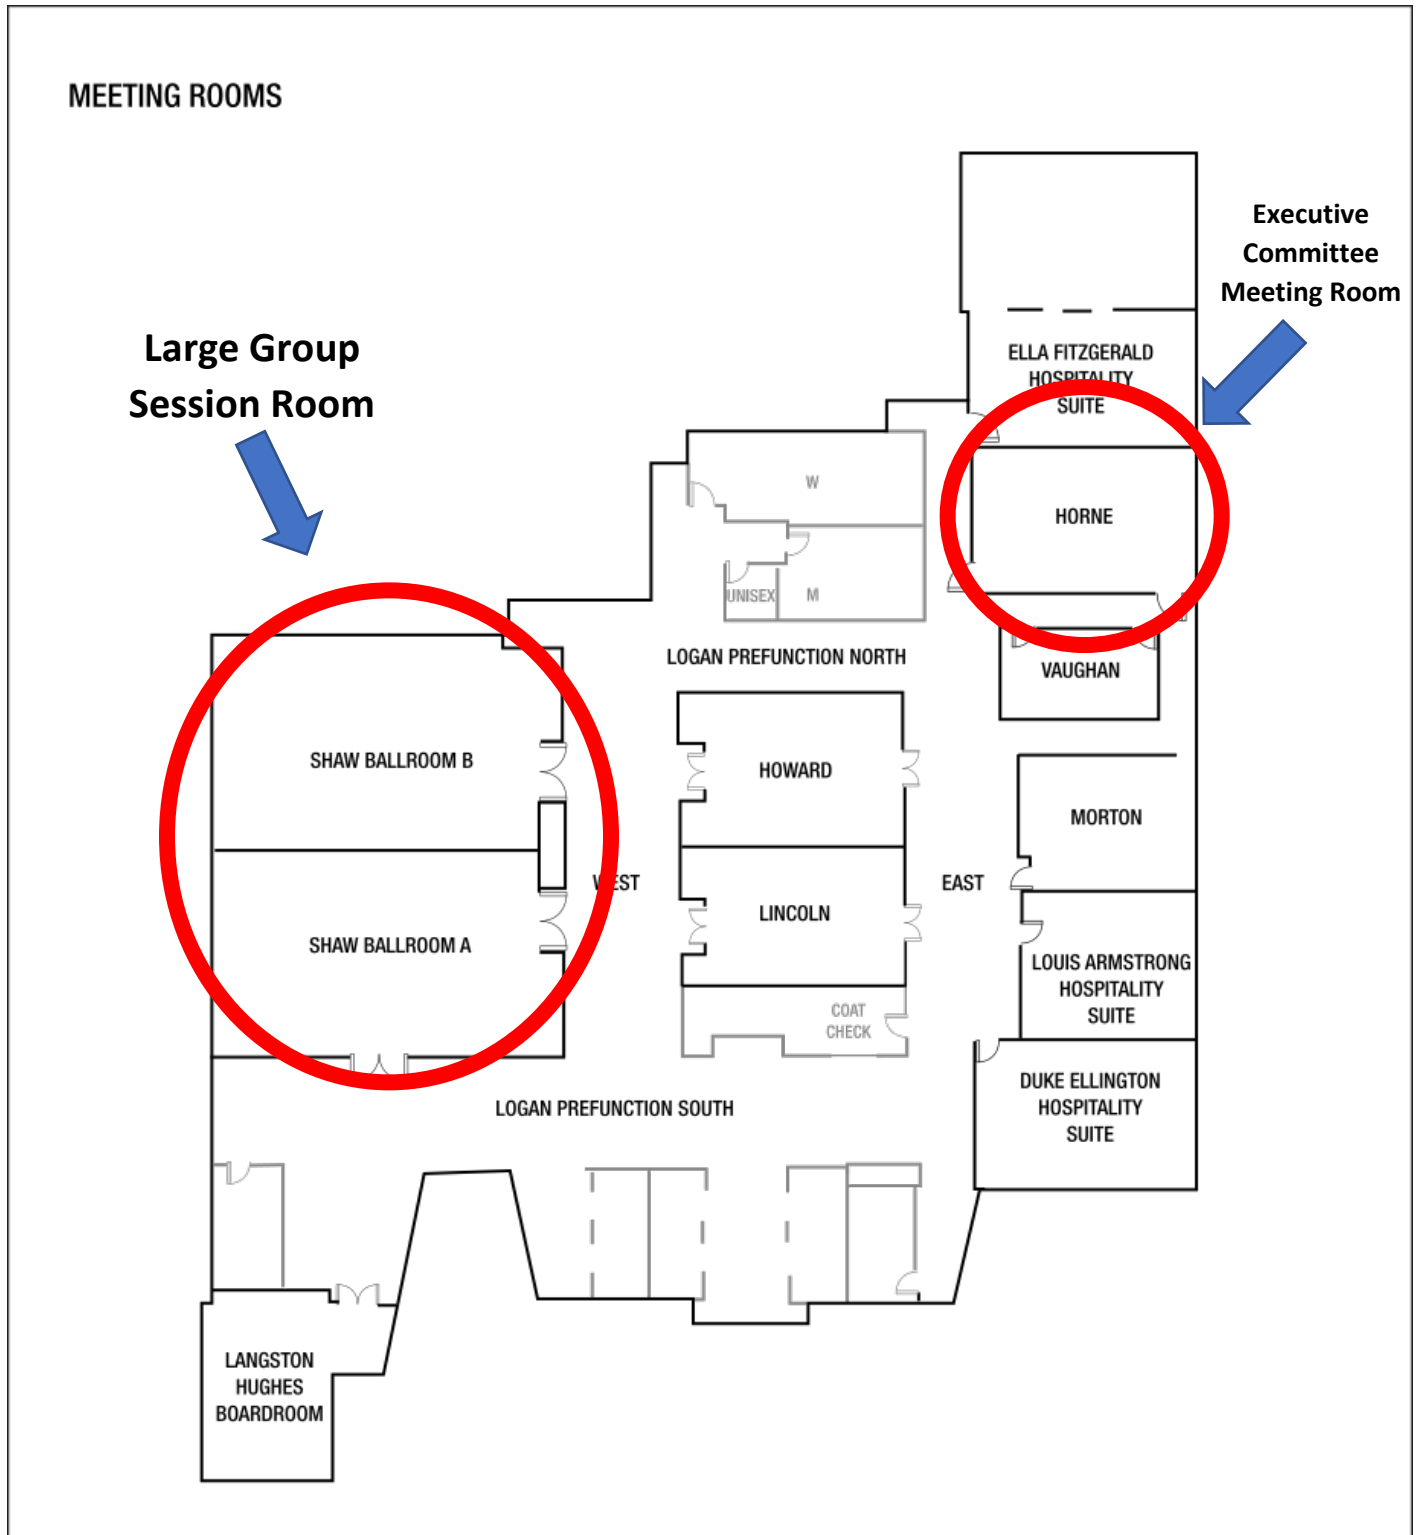 MEETING ROOMS
Executive
Committee
Meeting Room
Large Group
Session Room
ELLA FITZGERALD
HOSPITALITY
SUITE
W
HORNE
UNISEX
M
LOGAN PREFUNCTION NORTH
VAUGHAN
SHAW BALLROOM B
HOWARD
MORTON
WEST
EAST
LINCOLN
SHAW BALLROOM A
LOUIS ARMSTRONG
HOSPITALITY
SUITE
COAT
CHECK
DUKE ELLINGTON
HOSPITALITY
SUITE
LOGAN PREFUNCTION SOUTH
LANGSTON
HUGHES
BOARDROOM